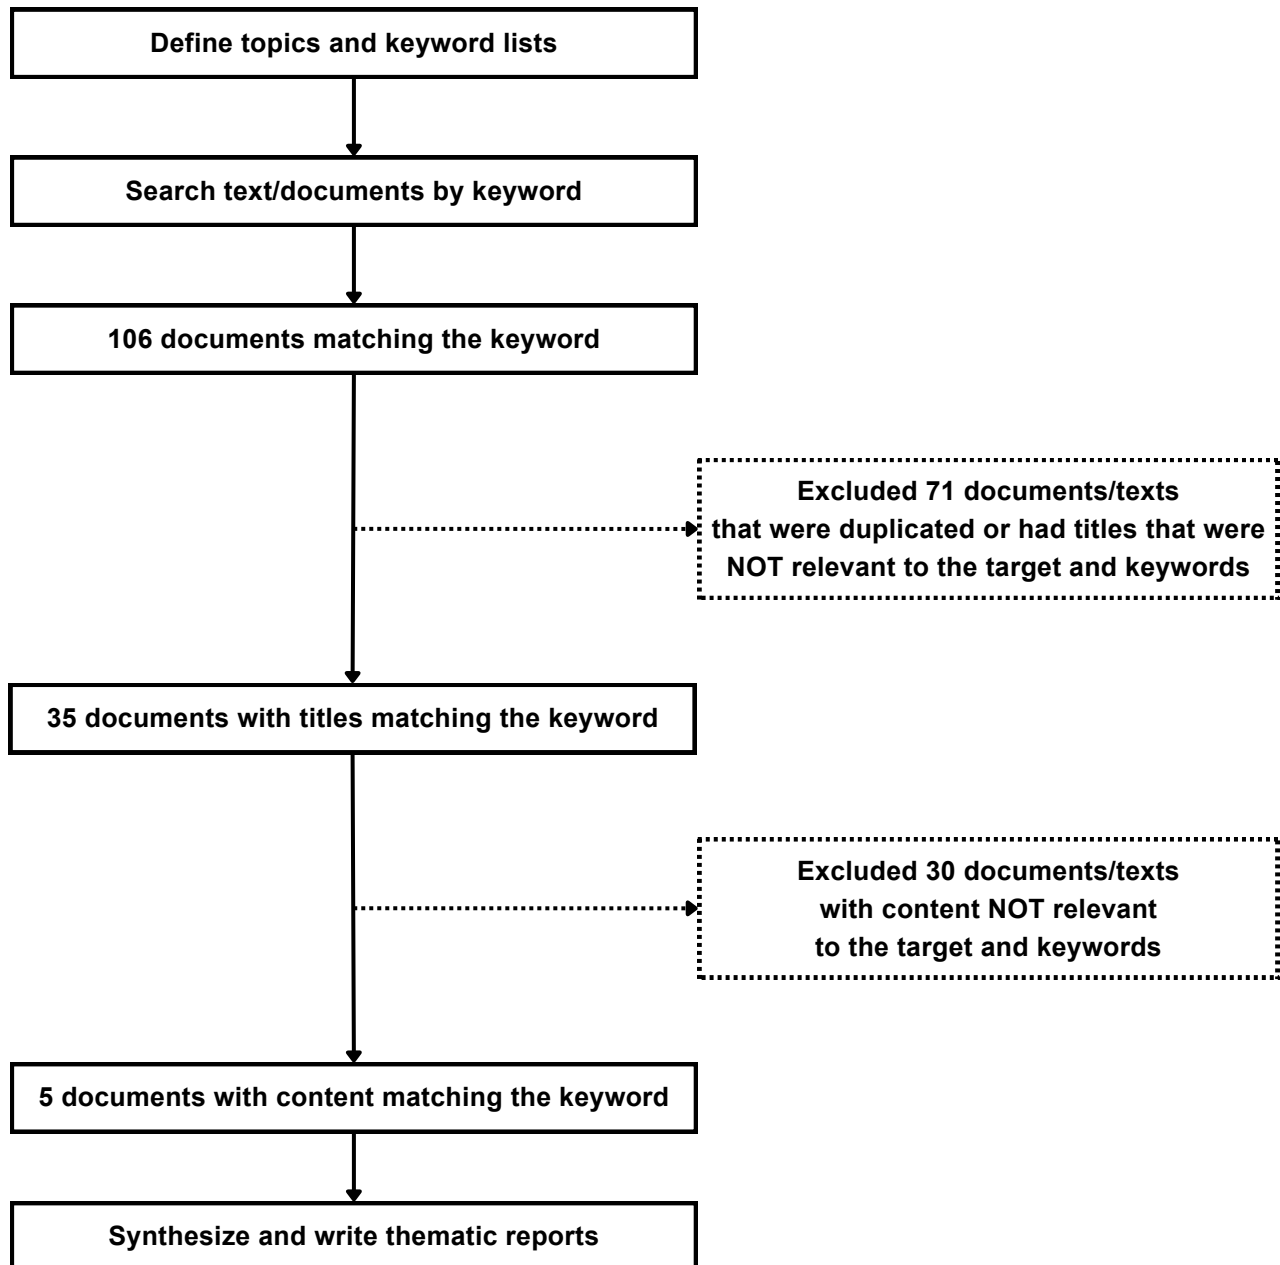 Define topics and keyword lists
Search text/documents by keyword
106 documents matching the keyword
Excluded 71 documents/texts
that were duplicated or had titles that were
NOT relevant to the target and keywords
35 documents with titles matching the keyword
Excluded 30 documents/texts
with content NOT relevant
to the target and keywords
5 documents with content matching the keyword
Synthesize and write thematic reports